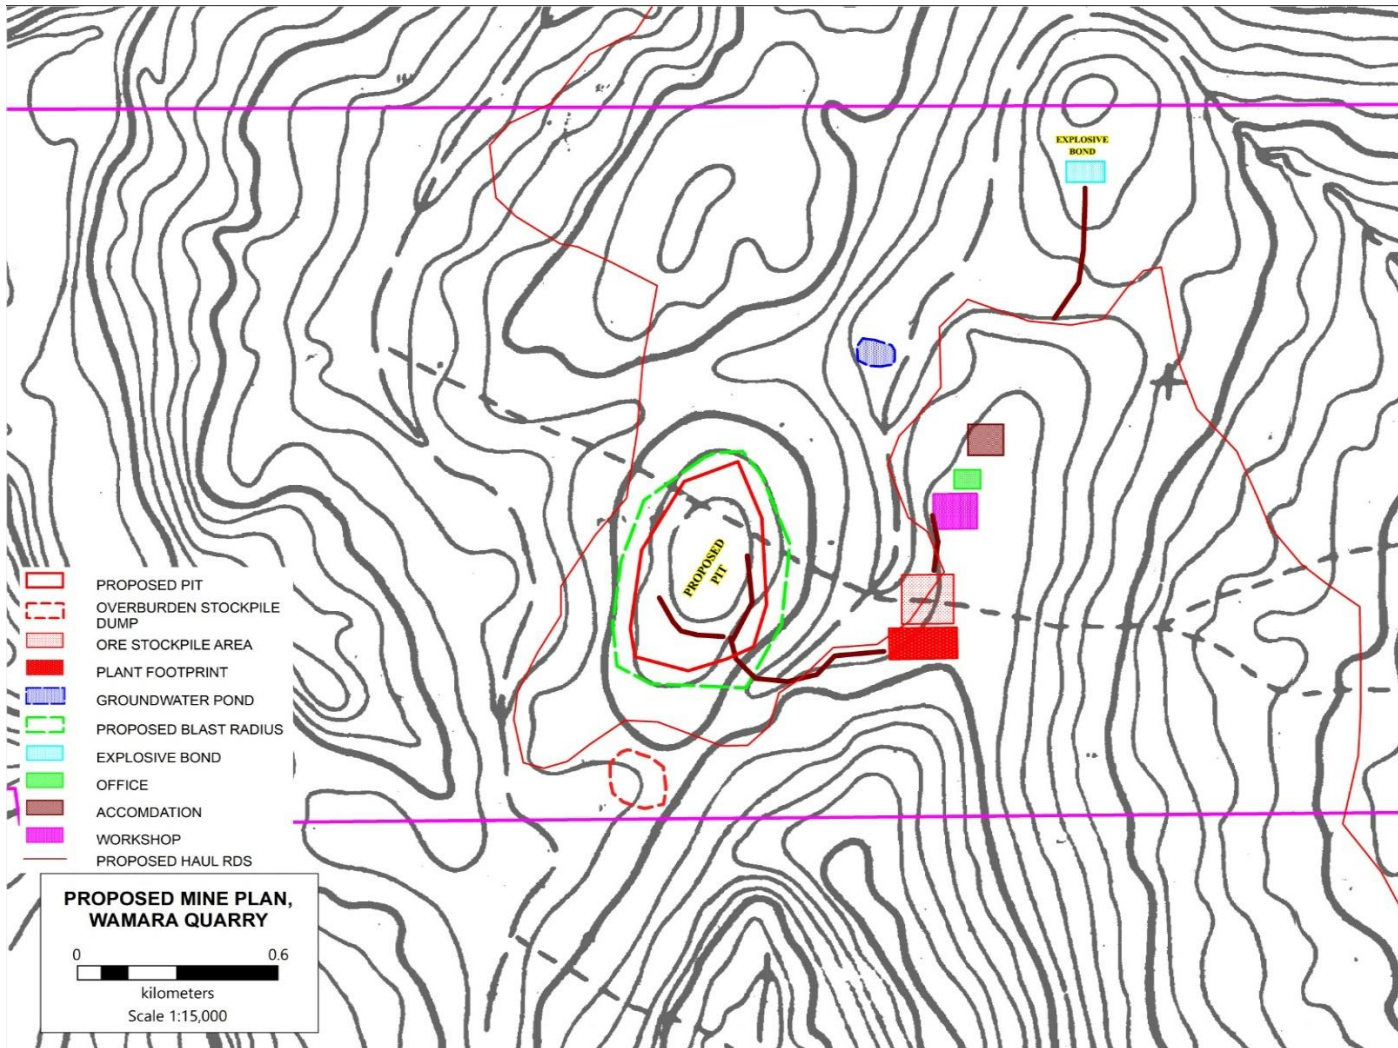 EXPLOSIVE
BOND
PROPOSED
PIT
PROPOSED PIT
OVERBURDEN STOCKPILE
DUMP
ORE STOCKPILE AREA
PLANT FOOTPRINT
GROUNDWATER POND
PROPOSED BLAST RADIUS
EXPLOSIVE BOND
OFFICE
ACCOMDATION
WORKSHOP
PROPOSED HAUL RDS
PROPOSED MINE PLAN,
WAMARA QUARRY
0 0.6
kilometers
Scale 1:15,000